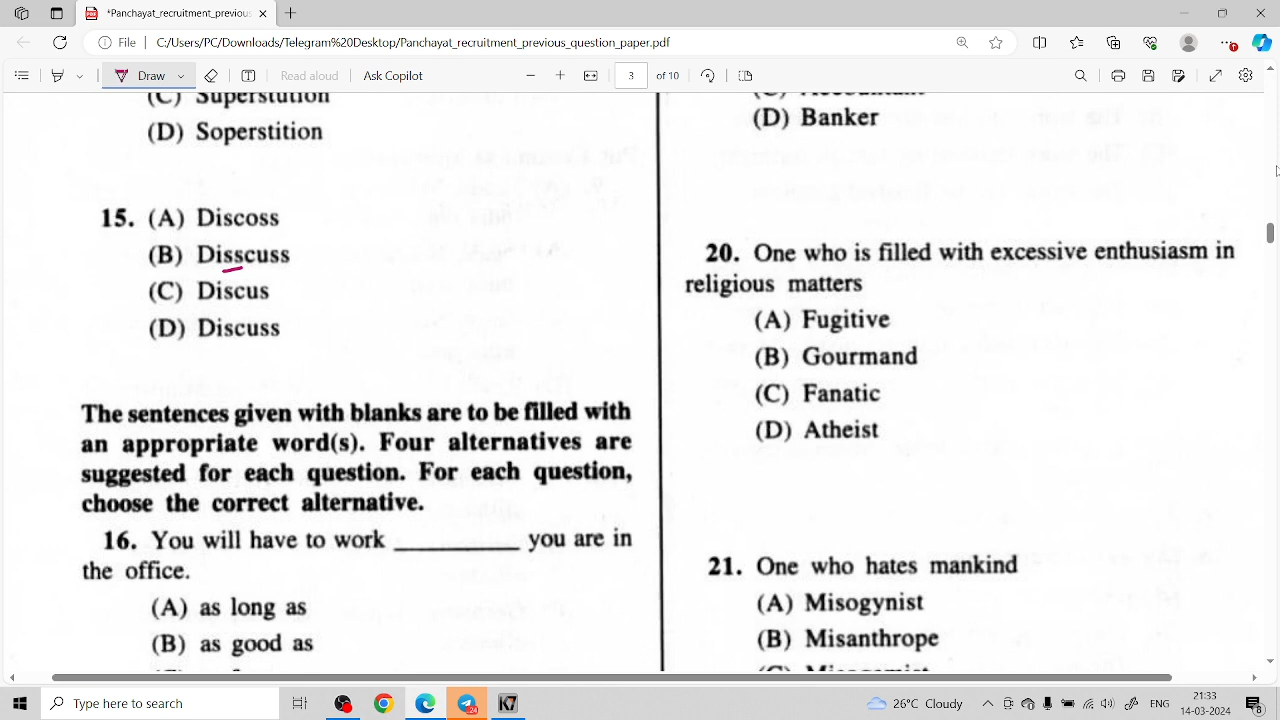 *Panchayat_recruitment_previou
File
C:/Users/PC/Downloads/Telegram%20Desktop/Panchayat_recruitment_previous_question_paper.pdf
Draw
Read aloud
Ask Copilot
3 of 10
(D) Soperstition
15. (A) Discoss
(B) Disscuss
(C) Discus
(D) Discuss
The sentences given with blanks are to be filled with
an appropriate word(s). Four alternatives are
suggested for each question. For each question,
choose the correct alternative.
16. You will have to work __________ you are in
the office.
(A) as long as
(B) as good as
(D) Banker
20. One who is filled with excessive enthusiasm in
religious matters
(A) Fugitive
(B) Gourmand
(C) Fanatic
(D) Atheist
21. One who hates mankind
(A) Misogynist
(B) Misanthrope
Type here to search
26°C Cloudy
ENG
21:33
14-12-2024